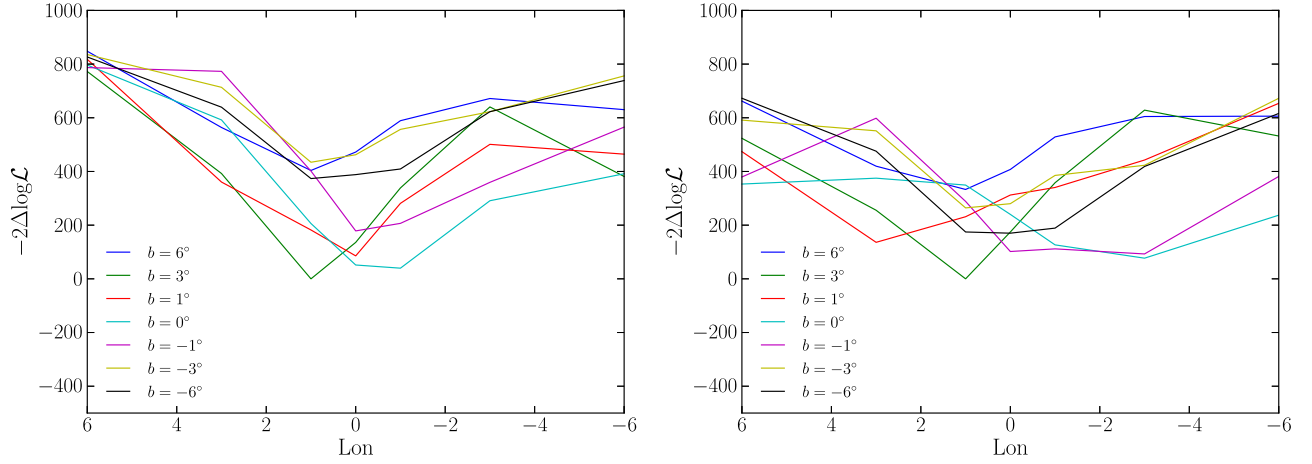 1000
800
600
400
200
0
−200
−400
−2Δlogℒ
b = 6°
b = 3°
b = 1°
b = 0°
b = −1°
b = −3°
b = −6°
6 4 2 0 −2 −4 −6
Lon
1000
800
600
400
200
0
−200
−400
−2Δlogℒ
b = 6°
b = 3°
b = 1°
b = 0°
b = −1°
b = −3°
b = −6°
6 4 2 0 −2 −4 −6
Lon